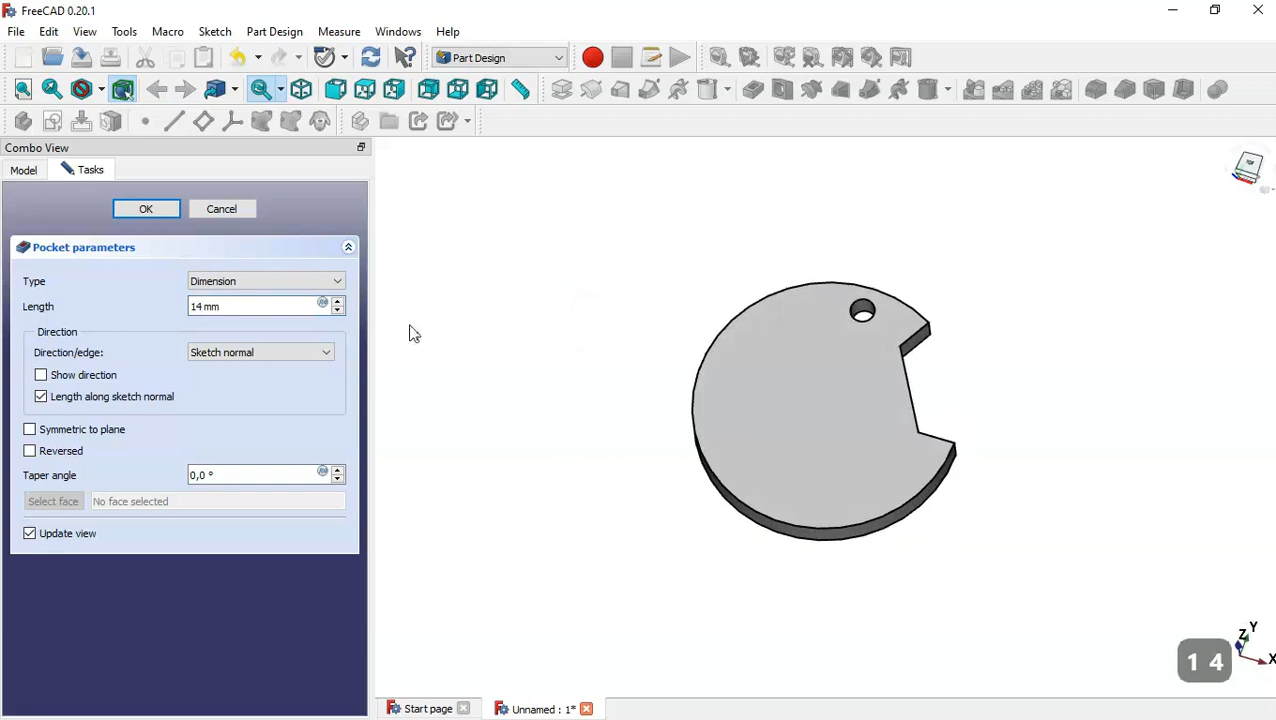 FreeCAD 0.20.1
File Edit View Tools Macro Sketch Part Design Measure Windows Help
Part Design
Combo View
Model Tasks
OK Cancel
Pocket parameters
Type Dimension
Length 14 mm
Direction
Direction/edge: Sketch normal
Show direction
Length along sketch normal
Symmetric to plane
Reversed
Taper angle 0,0 °
Select face No face selected
Update view
Z Y
X
1 4
Start page Unnamed : 1*